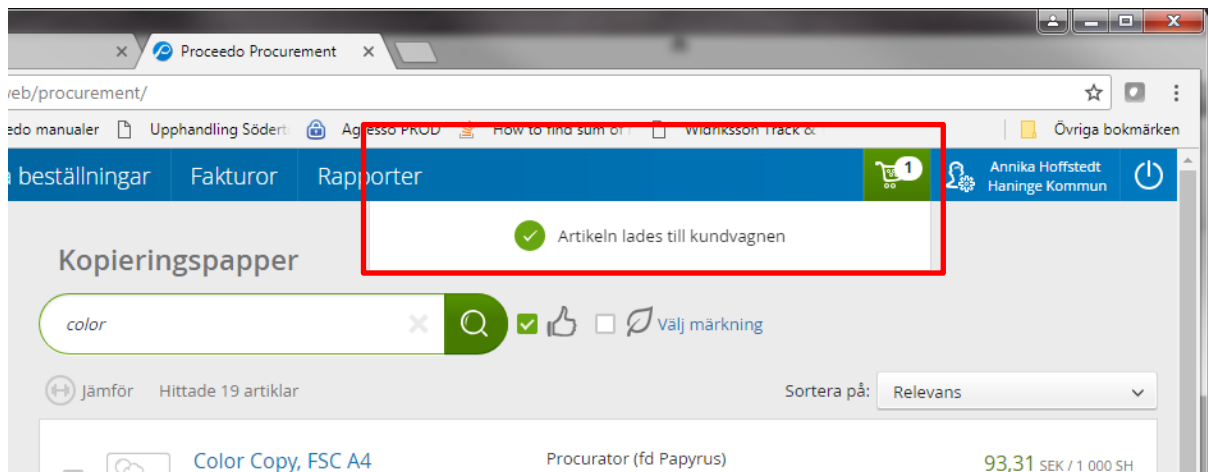 Proceedo Procurement
web/procurement/
edo manualer Upphandling Södert Agresso PROD How to find sum of Widriksson Track & Övriga bokmärken
beställningar Fakturor Rapporter 1 Annika Hoffstedt
Haninge Kommun
Artikeln lades till kundvagnen
Kopieringspapper
color Välj märkning
Jämför Hittade 19 artiklar Sortera på: Relevans
Color Copy, FSC A4 Procurator (fd Papyrus) 93,31 SEK / 1 000 SH